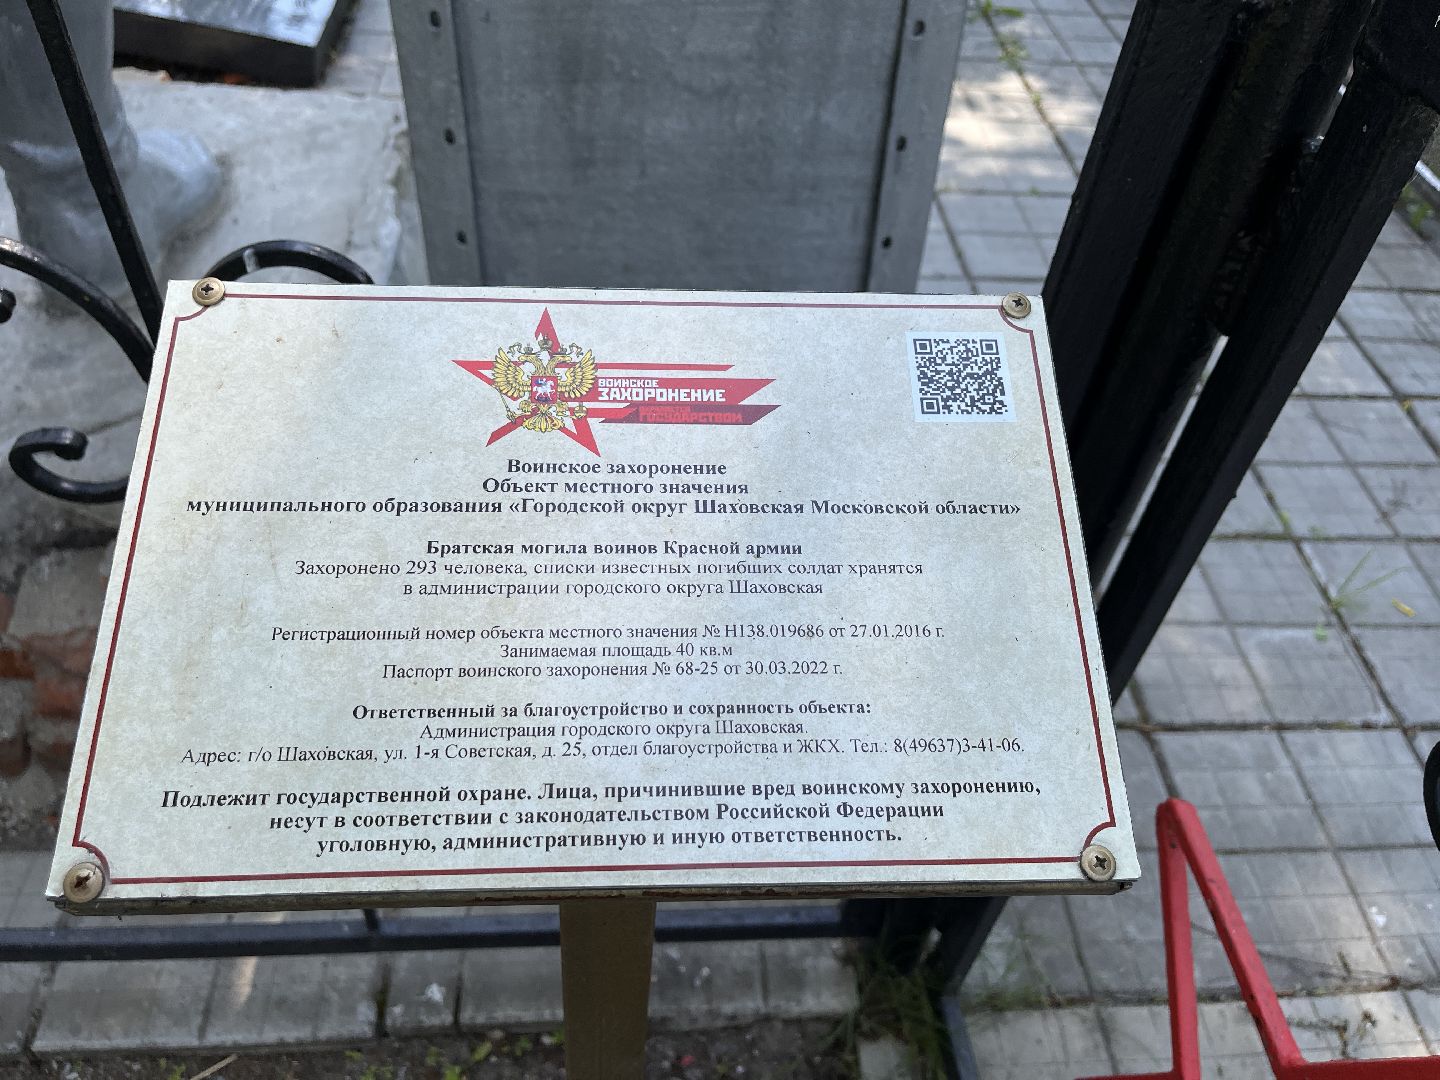 ВОИНСКОЕ
ЗАХОРОНЕНИЕ
ОХРАНЯЕТСЯ
ГОСУДАРСТВОМ
Воинское захоронение
Объект местного значения
муниципального образования «Городской округ Шаховская Московской области»
Братская могила воинов Красной армии
Захоронено 293 человека, списки известных погибших солдат хранятся
в администрации городского округа Шаховская
Регистрационный номер объекта местного значения № Н138.019686 от 27.01.2016 г.
Занимаемая площадь 40 кв.м
Паспорт воинского захоронения № 68-25 от 30.03.2022 г.
Ответственный за благоустройство и сохранность объекта:
Администрация городского округа Шаховская.
Адрес: г/о Шаховская, ул. 1-я Советская, д. 25, отдел благоустройства и ЖКХ. Тел.: 8(49637)3-41-06.
Подлежит государственной охране. Лица, причинившие вред воинскому захоронению,
несут в соответствии с законодательством Российской Федерации
уголовную, административную и иную ответственность.